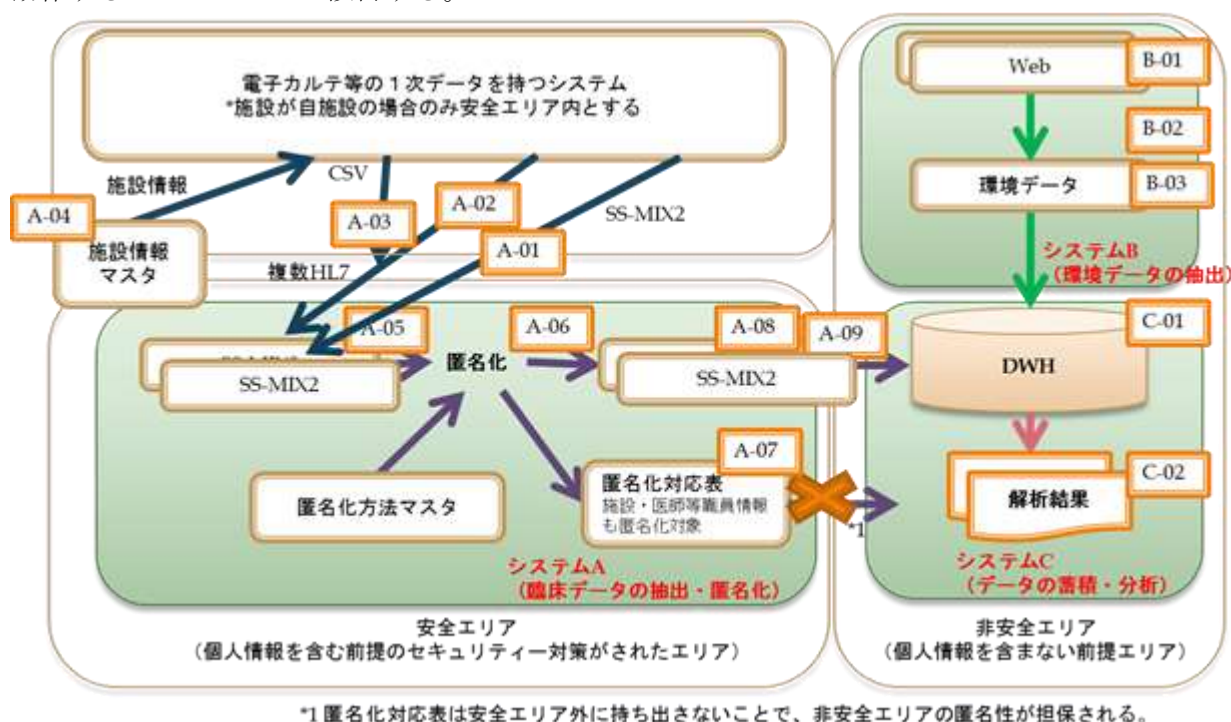 電子カルテ等の1次データを持つシステム
*施設が自施設の場合のみ安全エリア内とする
施設情報
CSV
SS-MIX2
A-04
A-03
A-02
A-01
施設情報
マスタ
複数HL7
A-05
A-06
A-08
A-09
SS-MIX2
匿名化
SS-MIX2
A-07
匿名化方法マスタ
匿名化対応表
施設・医師等職員情報
も匿名化対象
*1
システムA
(臨床データの抽出・匿名化)
安全エリア
(個人情報を含む前提のセキュリティー対策がされたエリア)
Web
B-01
B-02
環境データ
B-03
システムB
(環境データの抽出)
C-01
DWH
C-02
解析結果
システムC
(データの蓄積・分析)
非安全エリア
(個人情報を含まない前提エリア)
*1 匿名化対応表は安全エリア外に持ち出さないことで、非安全エリアの匿名性が担保される。